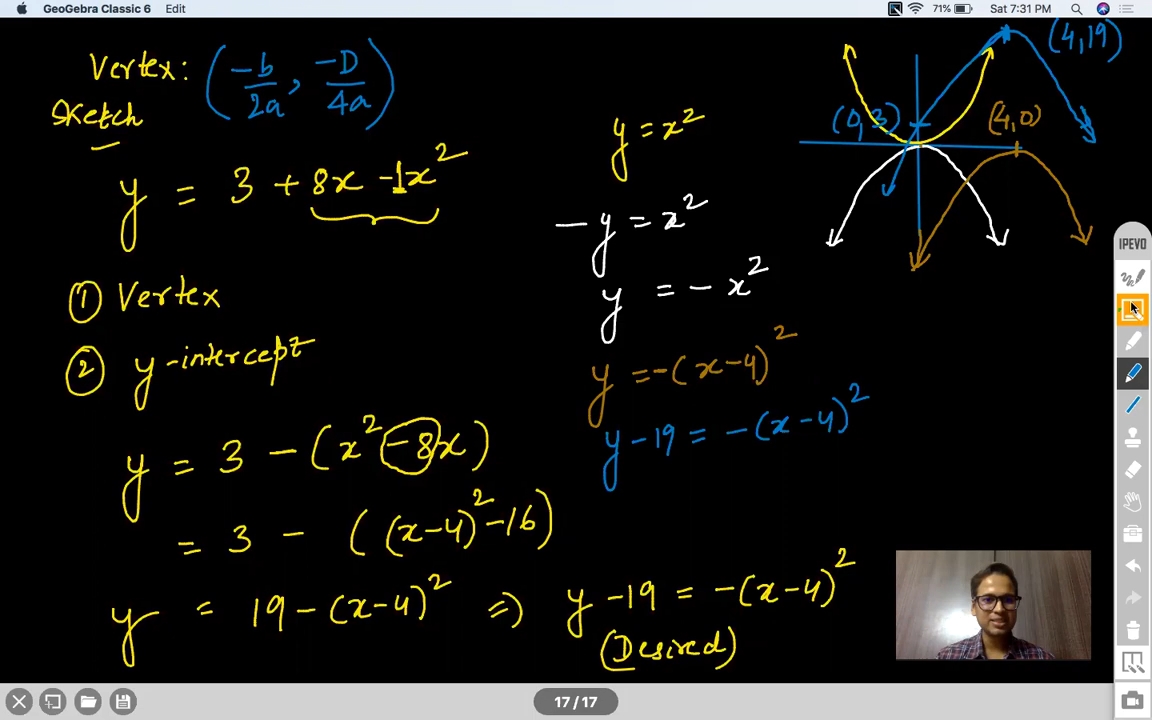 GeoGebra Classic 6 Edit 71% Sat 7:31 PM
Vertex: (-b/2a, -D/4a)
Sketch
y = 3 + 8x -1x²
① Vertex
② y-intercept
y = 3 - (x² - 8x)
= 3 - ((x-4)² - 16)
y = 19 - (x-4)² ⇒ y - 19 = -(x-4)²
(Desired)
y = x²
-y = x²
y = - x²
y = -(x-4)²
y - 19 = -(x-4)²
(4,19)
(0,3)
(4,0)
IPEVO
17/17